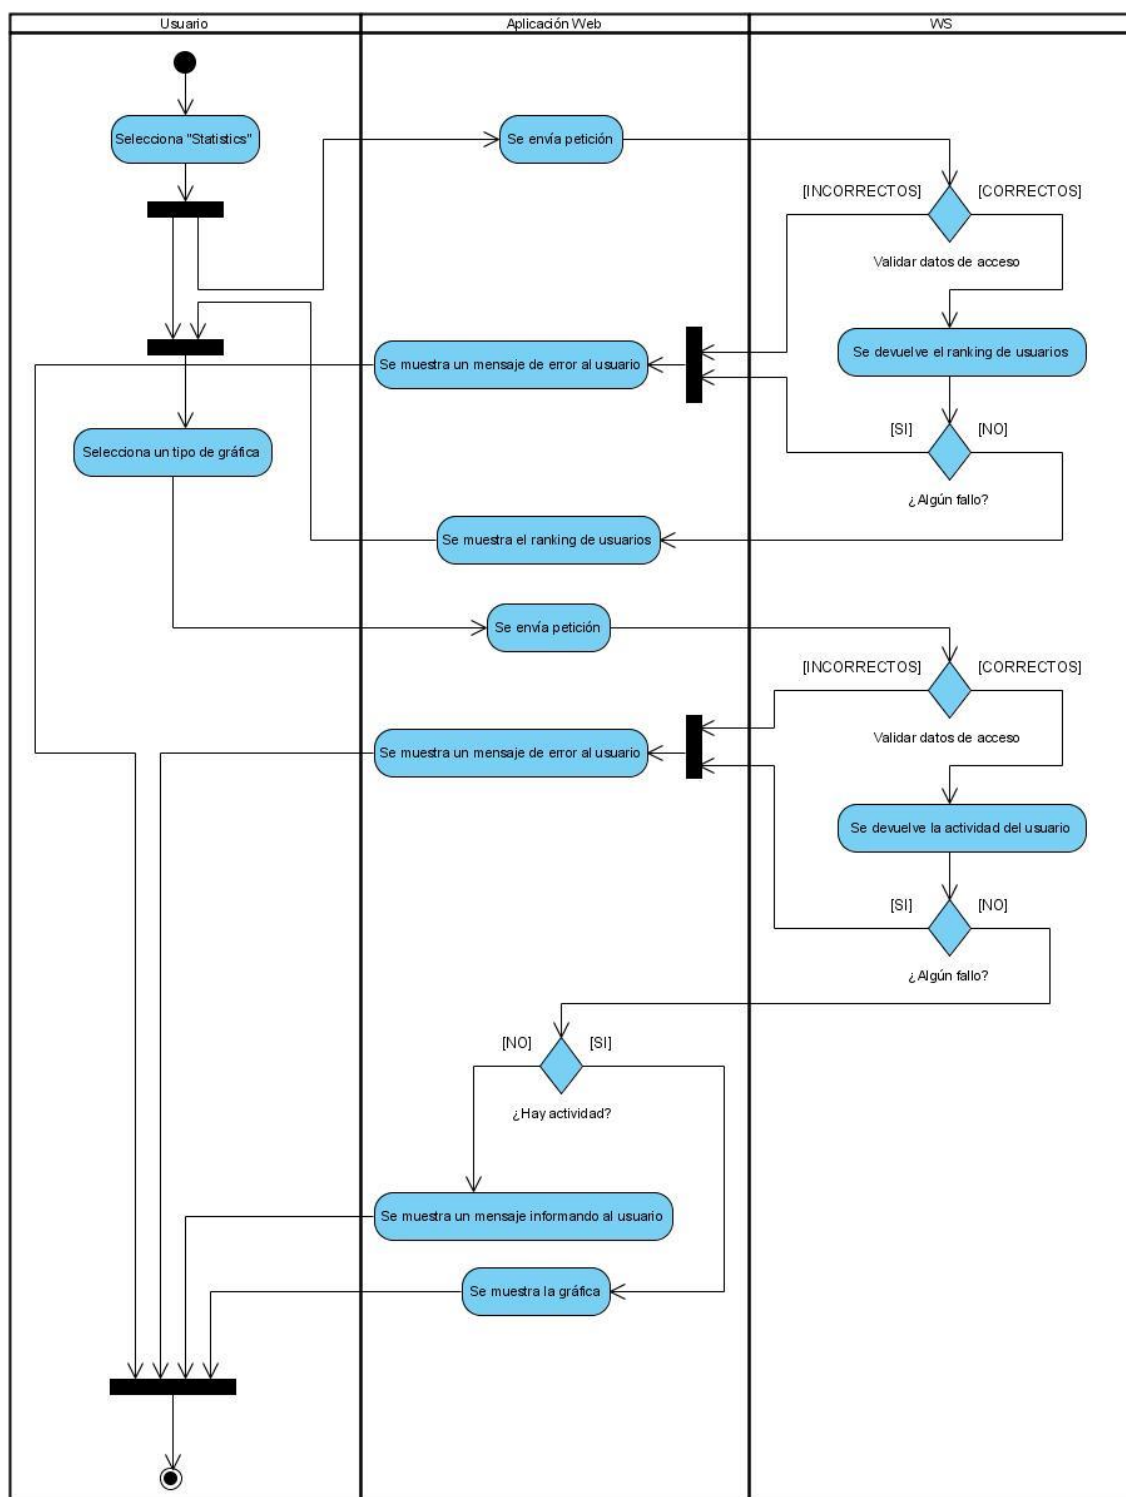 Usuario
Aplicación Web
WS
Selecciona "Statistics"
Se envía petición
[INCORRECTOS]
[CORRECTOS]
Validar datos de acceso
Se devuelve el ranking de usuarios
Se muestra un mensaje de error al usuario
[SI]
[NO]
¿Algún fallo?
Selecciona un tipo de gráfica
Se muestra el ranking de usuarios
Se envía petición
[INCORRECTOS]
[CORRECTOS]
Validar datos de acceso
Se muestra un mensaje de error al usuario
Se devuelve la actividad del usuario
[SI]
[NO]
¿Algún fallo?
[NO]
[SI]
¿Hay actividad?
Se muestra un mensaje informando al usuario
Se muestra la gráfica